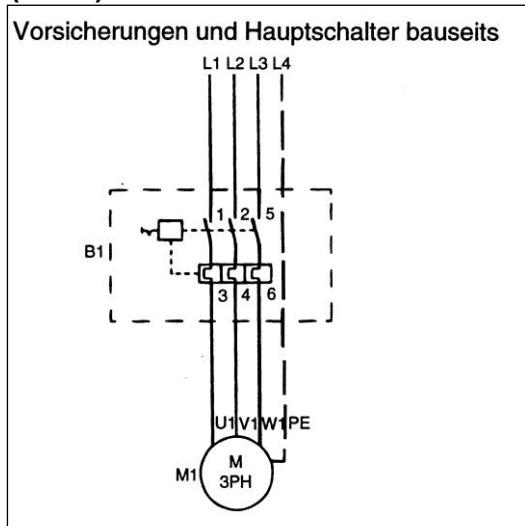 Vorsicherungen und Hauptschalter bauseits
L1 L2 L3 L4
1 2 5
B1
3 4 6
U1 V1 W1 PE
M1
M
3PH